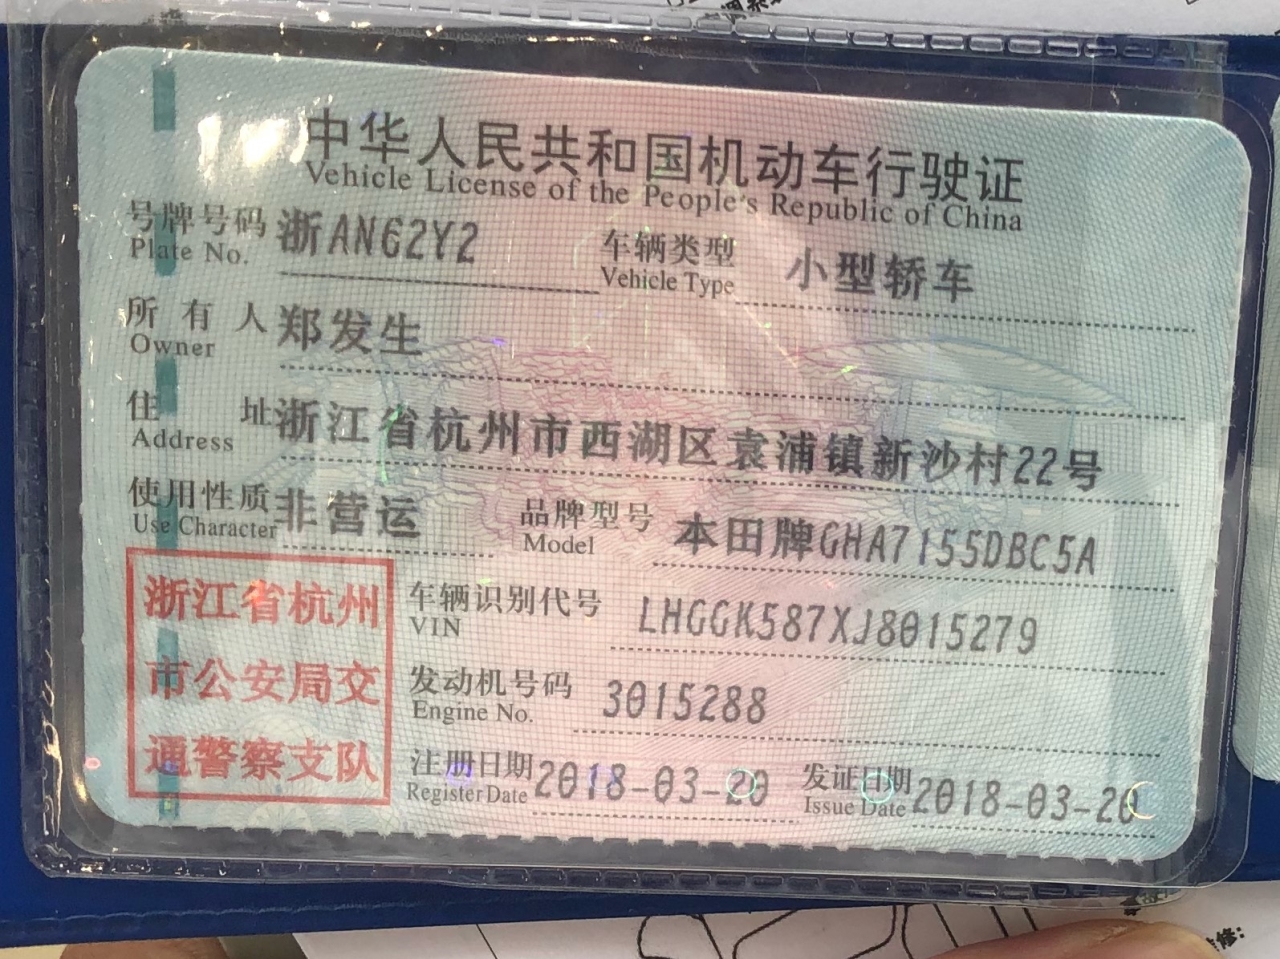 中华人民共和国机动车行驶证
Vehicle License of the People's Republic of China
号牌号码 浙AN62Y2 车辆类型 小型轿车
Plate No. Vehicle Type
所有人 郑发生
Owner
住址 浙江省杭州市西湖区袁浦镇新沙村22号
Address
使用性质 非营运 品牌型号 本田牌GHA7155DBC5A
Use Character Model
浙江省杭州
市公安局交
通警察支队
车辆识别代号 LHGGK587XJ8015279
VIN
发动机号码 3015288
Engine No.
注册日期 2018-03-20 发证日期 2018-03-20
Register Date Issue Date